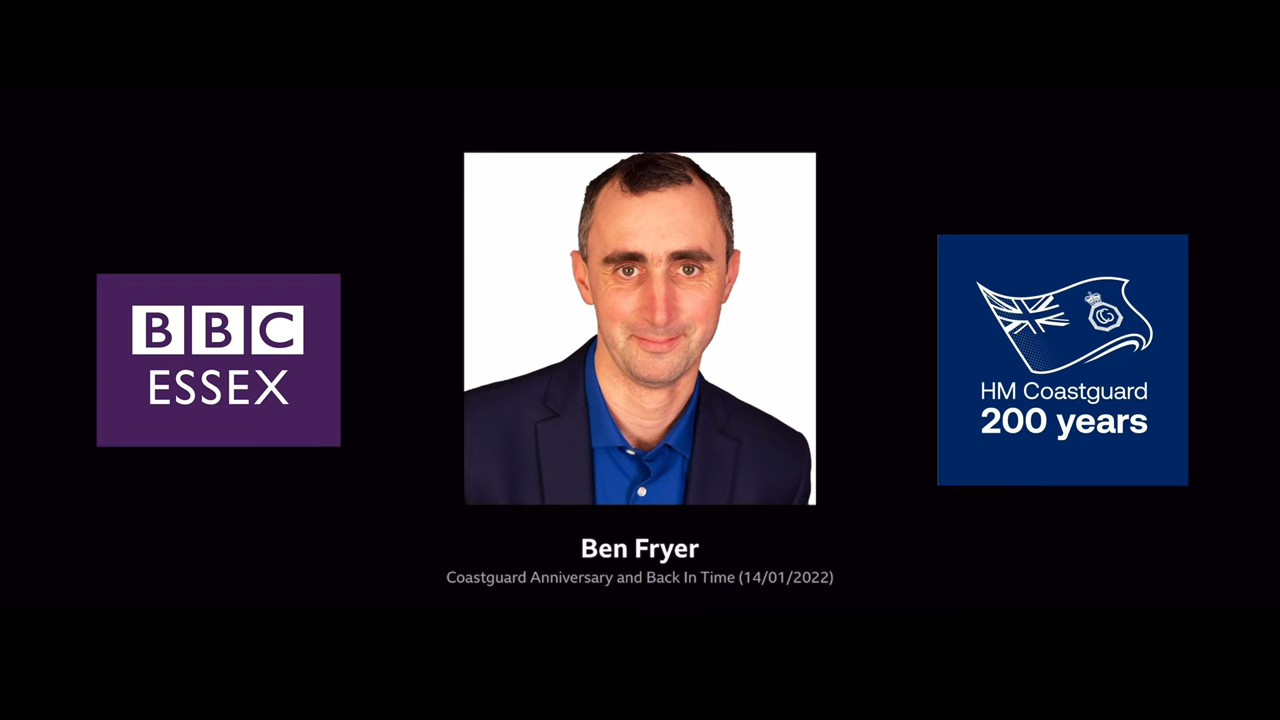 BBC
ESSEX
Ben Fryer
Coastguard Anniversary and Back In Time (14/01/2022)
HM Coastguard
200 years